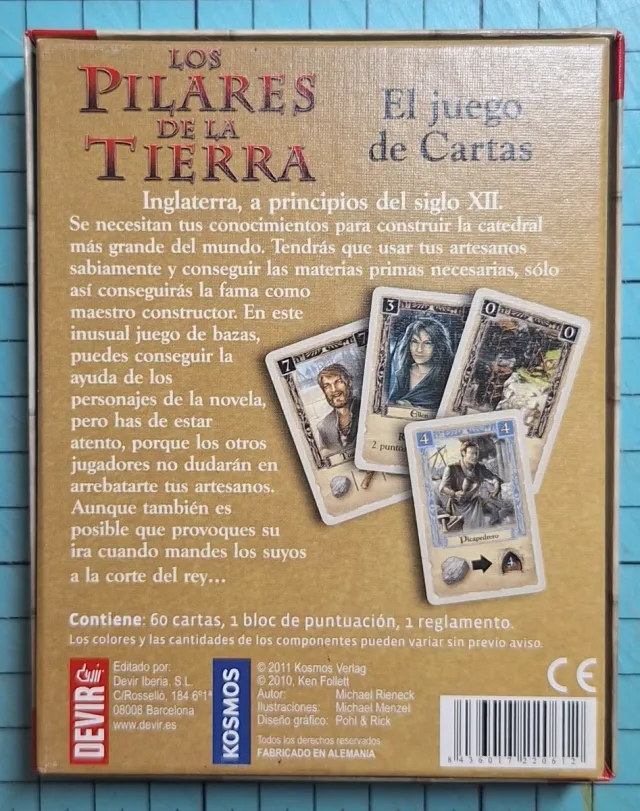 LOS
PILARES
DE LA
TIERRA
El juego
de Cartas
Inglaterra, a principios del siglo XII.
Se necesitan tus conocimientos para construir la catedral
más grande del mundo. Tendrás que usar tus artesanos
sabiamente y conseguir las materias primas necesarias, sólo
así conseguirás la fama como
maestro constructor. En este
inusual juego de bazas,
puedes conseguir la
ayuda de los
personajes de la novela,
pero has de estar
atento, porque los otros
jugadores no dudarán en
arrebatarte tus artesanos.
Aunque también es
posible que provoques su
ira cuando mandes los suyos
a la corte del rey...
7
7
3
Ellen
2 punto
0
0
4
4
Picapedrero
1
Contiene: 60 cartas, 1 bloc de puntuación, 1 reglamento.
Los colores y las cantidades de los componentes pueden variar sin previo aviso.
DEVIR
Editado por:
Devir Iberia, S.L.
C/Rosselló, 184 6º1ª
08008 Barcelona
www.devir.es
KOSMOS
© 2011 Kosmos Verlag
© 2010, Ken Follett
Autor: Michael Rieneck
Ilustraciones: Michael Menzel
Diseño gráfico: Pohl & Rick
Todos los derechos reservados.
FABRICADO EN ALEMANIA
CE
8 436017 220612